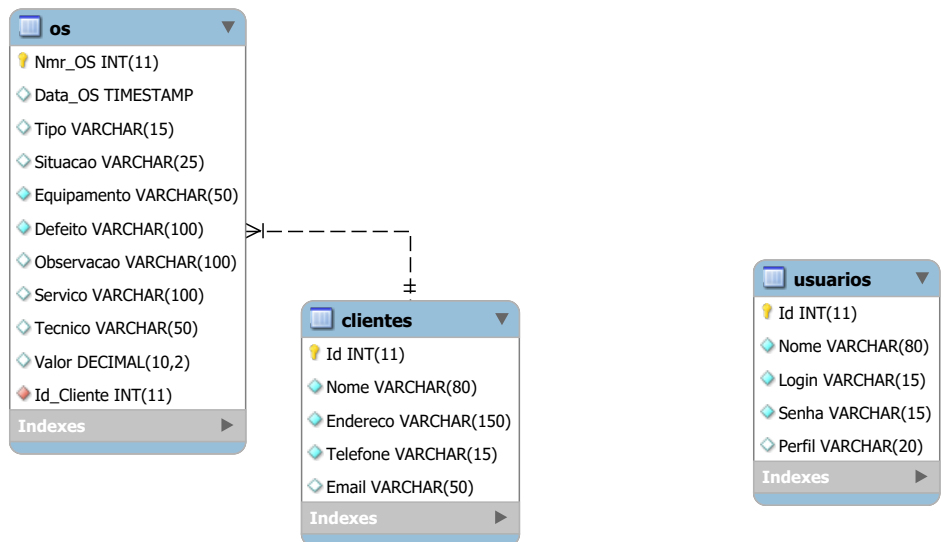 os
Nmr_OS INT(11)
Data_OS TIMESTAMP
Tipo VARCHAR(15)
Situacao VARCHAR(25)
Equipamento VARCHAR(50)
Defeito VARCHAR(100)
Observacao VARCHAR(100)
Servico VARCHAR(100)
Tecnico VARCHAR(50)
Valor DECIMAL(10,2)
Id_Cliente INT(11)
Indexes
clientes
Id INT(11)
Nome VARCHAR(80)
Endereco VARCHAR(150)
Telefone VARCHAR(15)
Email VARCHAR(50)
Indexes
usuarios
Id INT(11)
Nome VARCHAR(80)
Login VARCHAR(15)
Senha VARCHAR(15)
Perfil VARCHAR(20)
Indexes